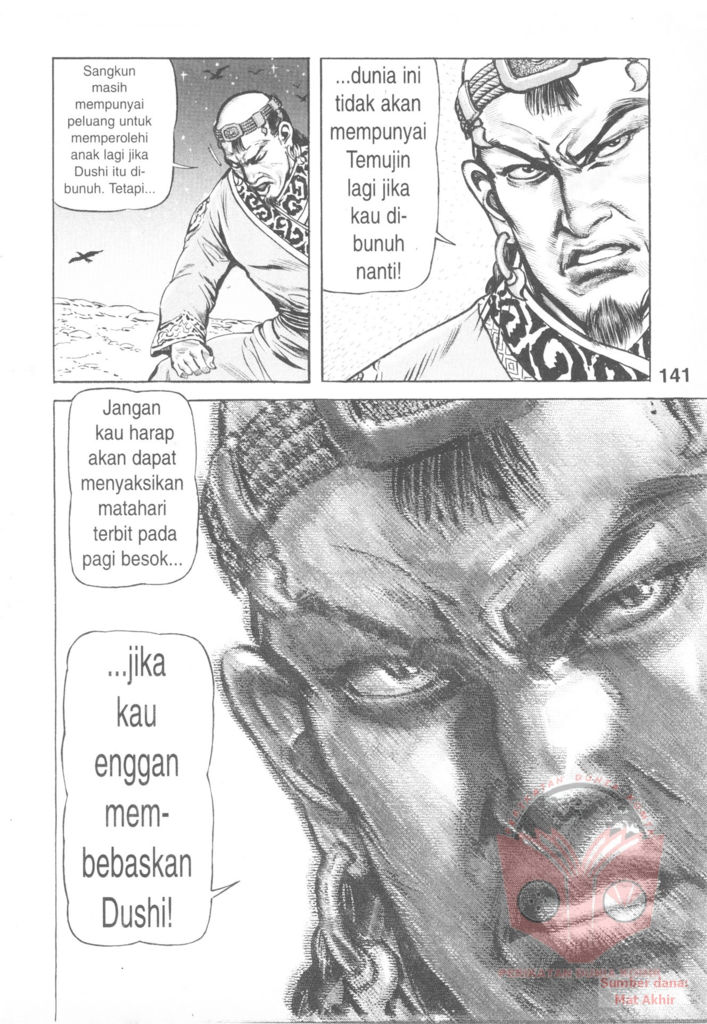 Sangkun
masih
mempunyai
peluang untuk
memperolehi
anak lagi jika
Dushi itu di-
bunuh. Tetapi...
...dunia ini
tidak akan
mempunyai
Temujin
lagi jika
kau di-
bunuh
nanti!
141
Jangan
kau harap
akan dapat
menyaksikan
matahari
terbit pada
pagi besok...
...jika
kau
enggan
mem-
bebaskan
Dushi!
Sumber dana:
Mat Akhir